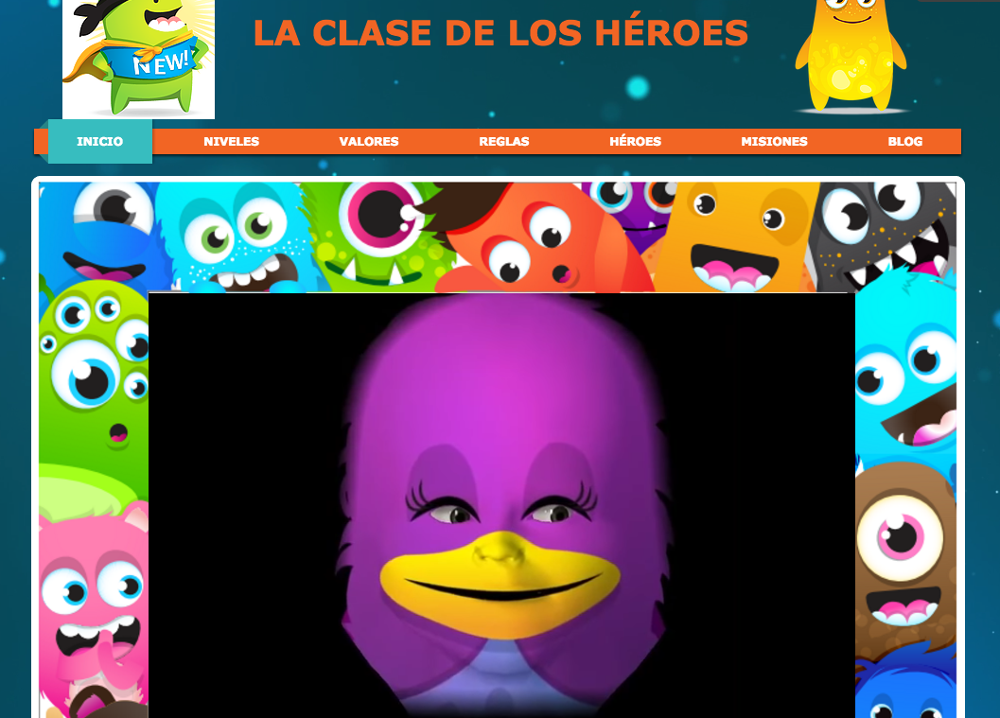 LA CLASE DE LOS HÉROES
NEW!
INICIO NIVELES VALORES REGLAS HÉROES MISIONES BLOG